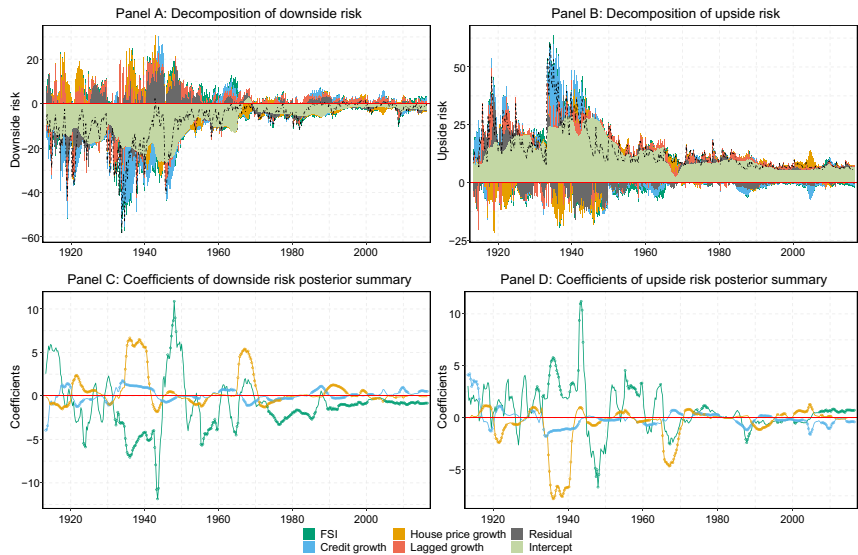 Panel A: Decomposition of downside risk
Panel B: Decomposition of upside risk
Downside risk
20
0
−20
−40
−60
1920
1940
1960
1980
2000
Upside risk
50
25
0
−25
1920
1940
1960
1980
2000
Panel C: Coefficients of downside risk posterior summary
Panel D: Coefficients of upside risk posterior summary
Coefficients
10
5
0
−5
−10
1920
1940
1960
1980
2000
Coefficients
10
5
0
−5
1920
1940
1960
1980
2000
FSI
House price growth
Residual
Credit growth
Lagged growth
Intercept